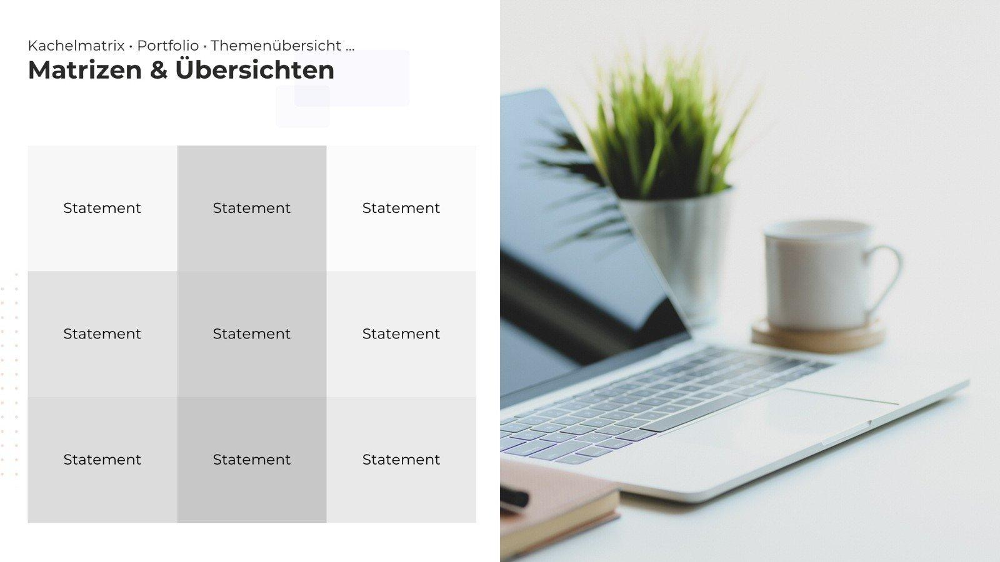 Kachelmatrix • Portfolio • Themenübersicht ...
Matrizen & Übersichten
Statement Statement Statement
Statement Statement Statement
Statement Statement Statement